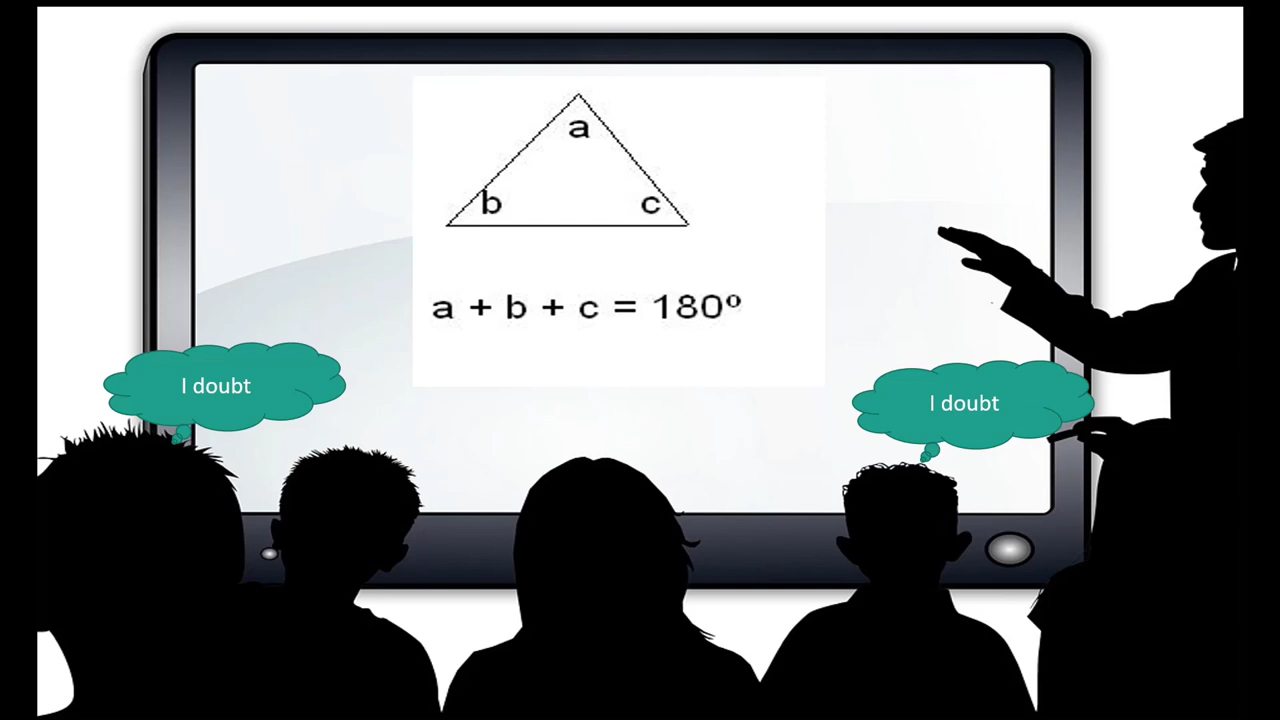 a
b
c
a + b + c = 180º
I doubt
I doubt